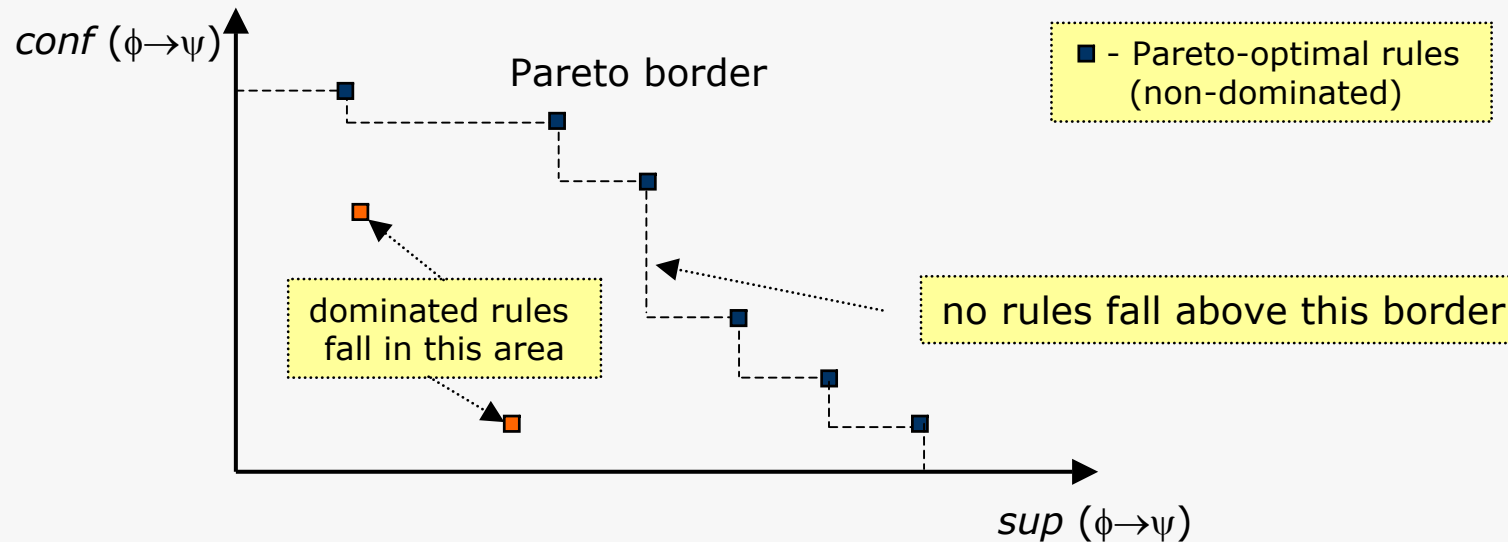 conf (ϕ→ψ)
Pareto border
- Pareto-optimal rules
(non-dominated)
dominated rules
fall in this area
no rules fall above this border
sup (ϕ→ψ)